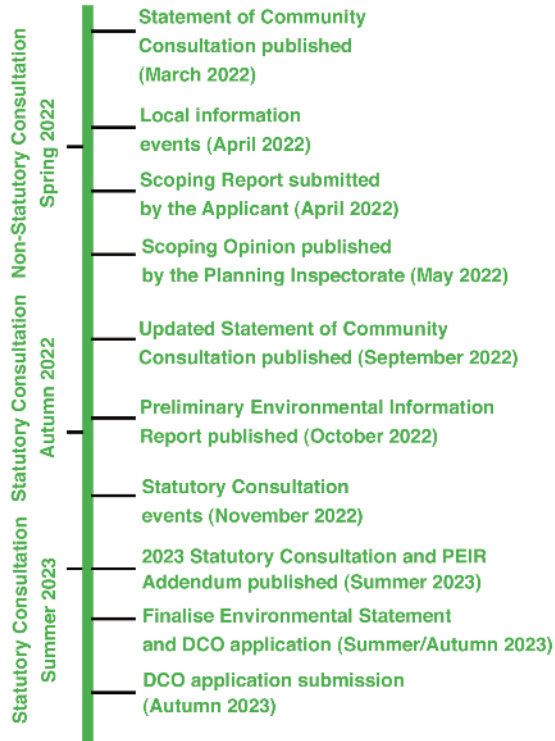 Non-Statutory Consultation
Spring 2022
Statement of Community
Consultation published
(March 2022)
Local information
events (April 2022)
Scoping Report submitted
by the Applicant (April 2022)
Scoping Opinion published
by the Planning Inspectorate (May 2022)
Statutory Consultation
Autumn 2022
Updated Statement of Community
Consultation published (September 2022)
Preliminary Environmental Information
Report published (October 2022)
Statutory Consultation
events (November 2022)
Statutory Consultation
Summer 2023
2023 Statutory Consultation and PEIR
Addendum published (Summer 2023)
Finalise Environmental Statement
and DCO application (Summer/Autumn 2023)
DCO application submission
(Autumn 2023)